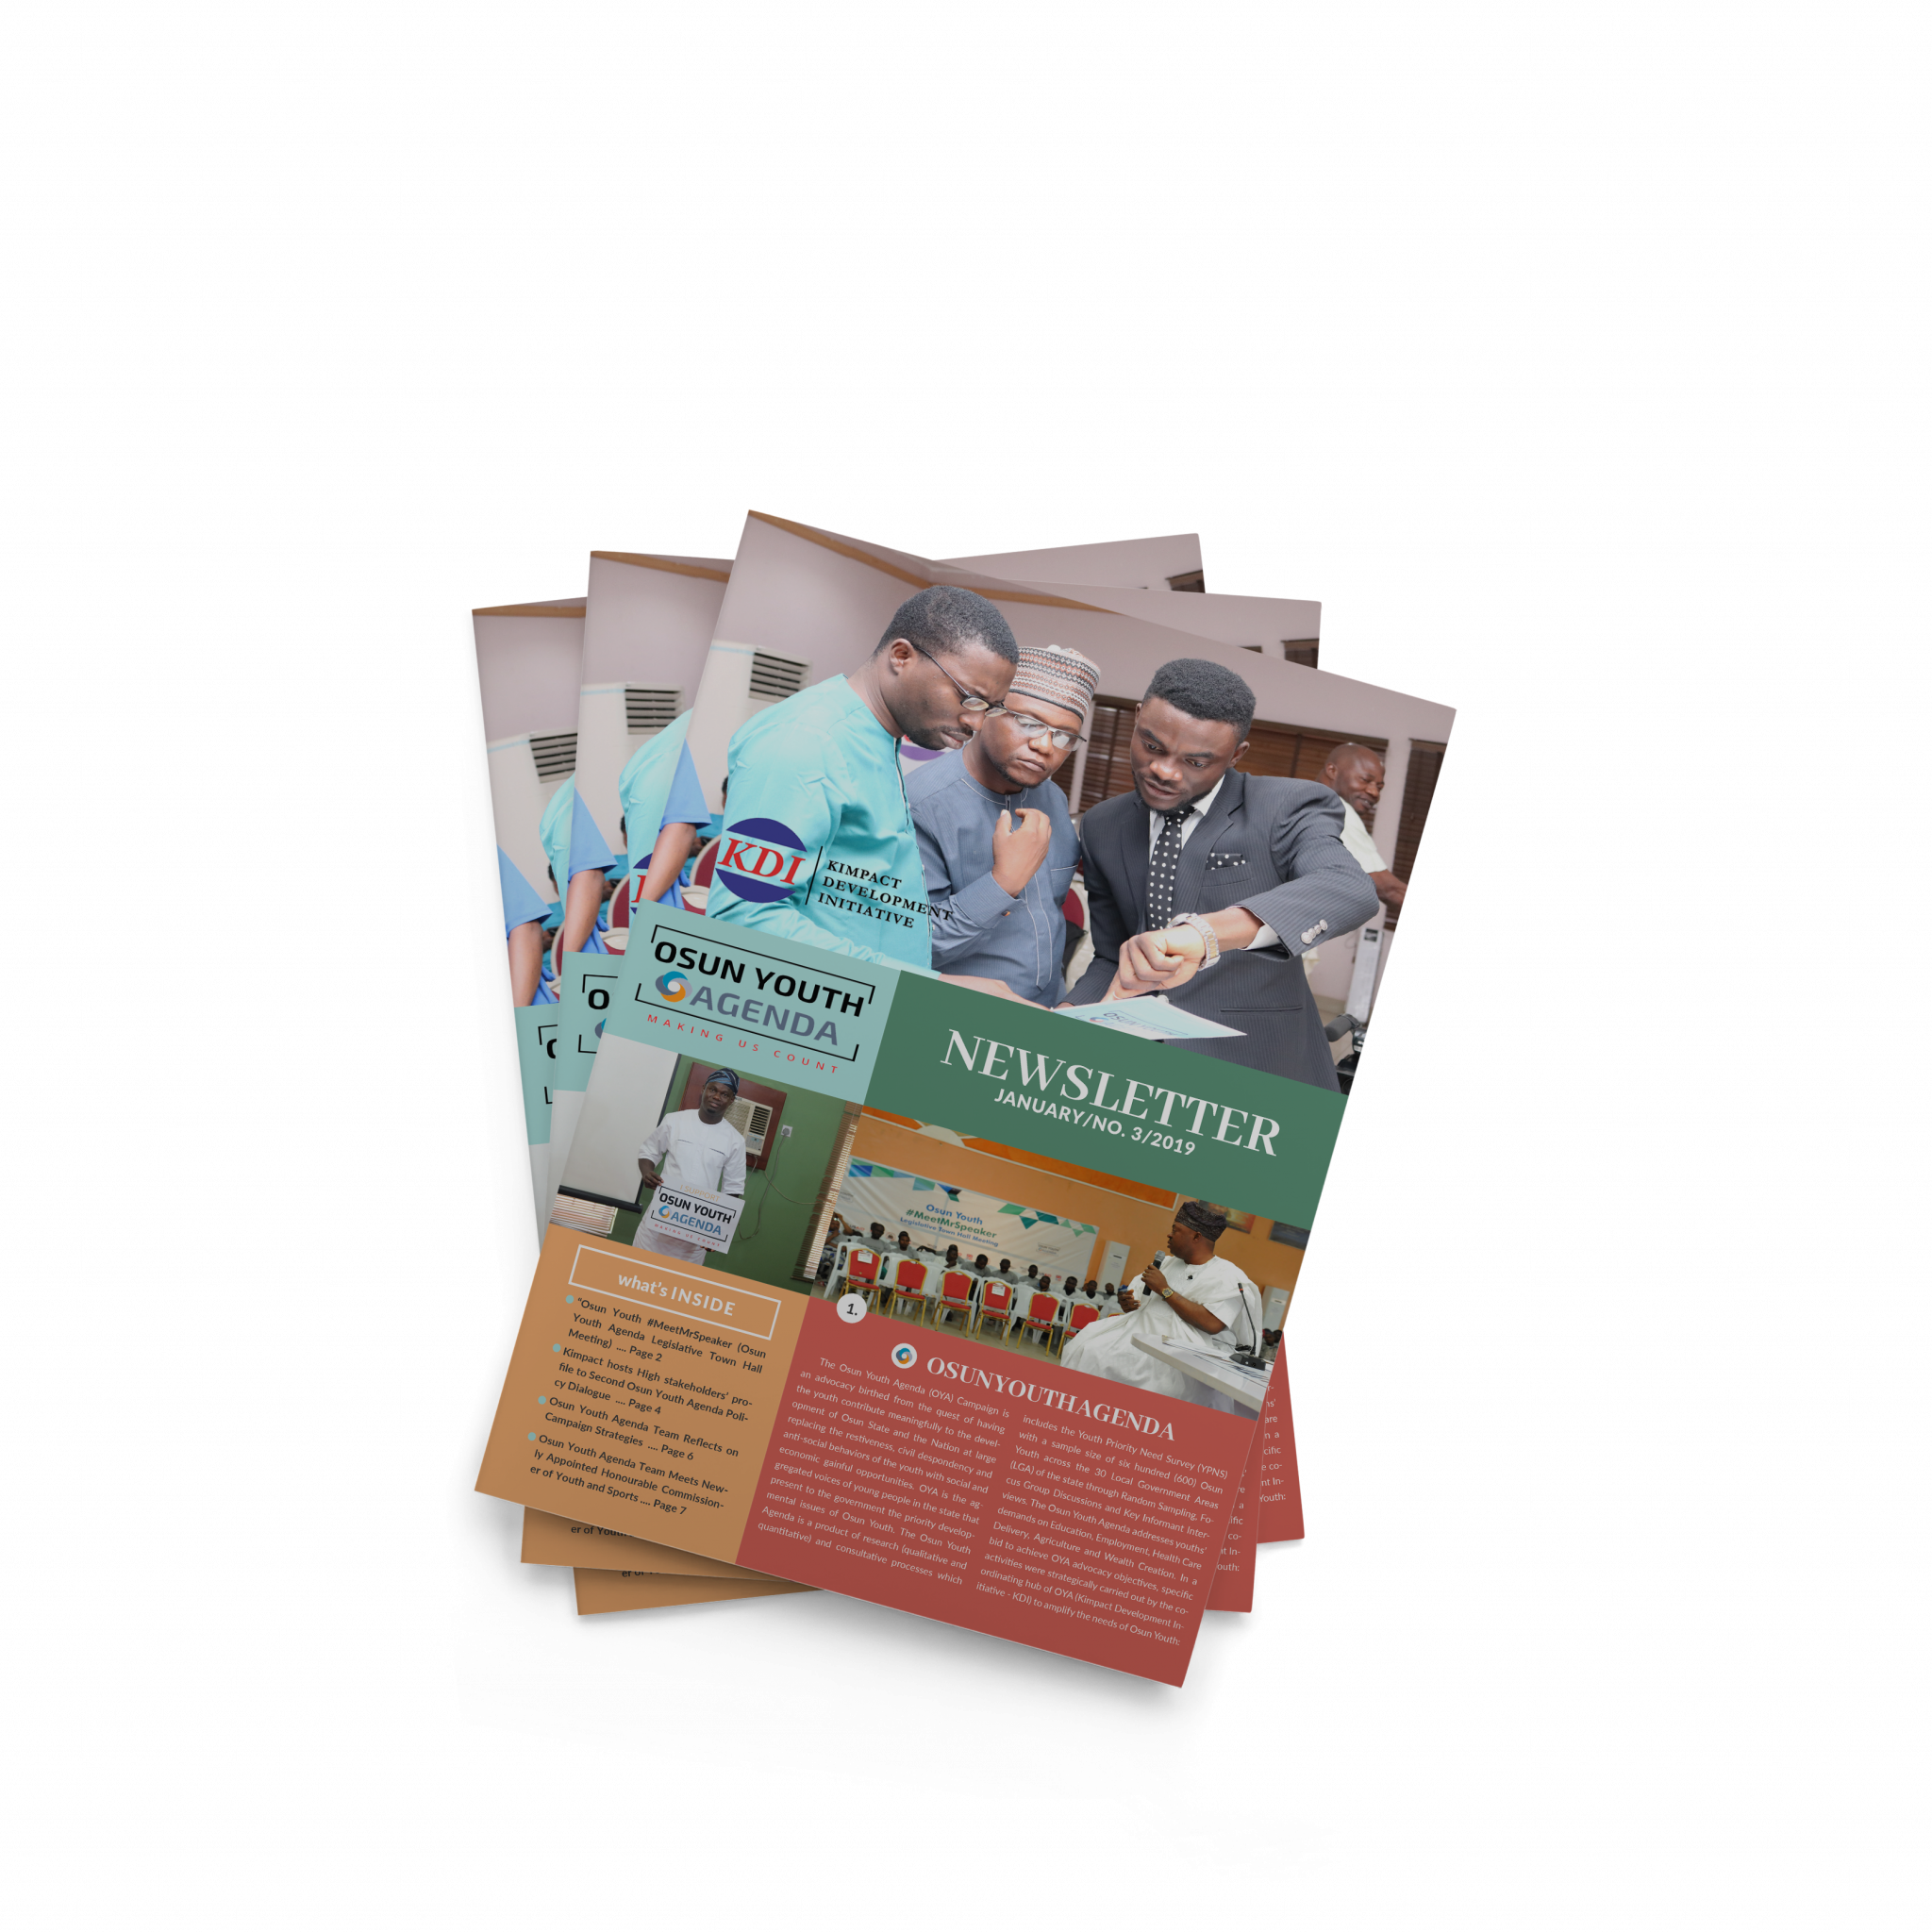 KDI
KIMPACT
DEVELOPMENT
INITIATIVE
OSUN YOUTH
AGENDA
MAKING US COUNT
NEWSLETTER
JANUARY/NO. 3/2019
OSUN YOUTH
AGENDA
MAKING US COUNT
Osun Youth
#MeetMrSpeaker
Legislative Town Hall Meeting
what's INSIDE
“Osun Youth #MeetMrSpeaker (Osun
Youth Agenda Legislative Town Hall
Meeting) .... Page 2
Kimpact hosts High stakeholders' pro-
file to Second Osun Youth Agenda Poli-
cy Dialogue .... Page 4
Osun Youth Agenda Team Reflects on
Campaign Strategies .... Page 6
Osun Youth Agenda Team Meets New-
ly Appointed Honourable Commission-
er of Youth and Sports .... Page 7
1.
OSUNYOUTHAGENDA
The Osun Youth Agenda (OYA) Campaign is
an advocacy birthed from the quest of having
the youth contribute meaningfully to the devel-
opment of Osun State and the Nation at large
replacing the restiveness, civil despondency and
anti-social behaviors of the youth with social and
economic gainful opportunities. OYA is the ag-
gregated voices of young people in the state that
present to the government the priority develop-
mental issues of Osun Youth. The Osun Youth
Agenda is a product of research (qualitative and
quantitative) and consultative processes which
includes the Youth Priority Need Survey (YPNS)
with a sample size of six hundred (600) Osun
Youth across the 30 Local Government Areas
(LGA) of the state through Random Sampling, Fo-
cus Group Discussions and Key Informant Inter-
views. The Osun Youth Agenda addresses youths'
demands on Education, Employment, Health Care
Delivery, Agriculture and Wealth Creation. In a
bid to achieve OYA advocacy objectives, specific
activities were strategically carried out by the co-
ordinating hub of OYA (Kimpact Development In-
itiative - KDI) to amplify the needs of Osun Youth: